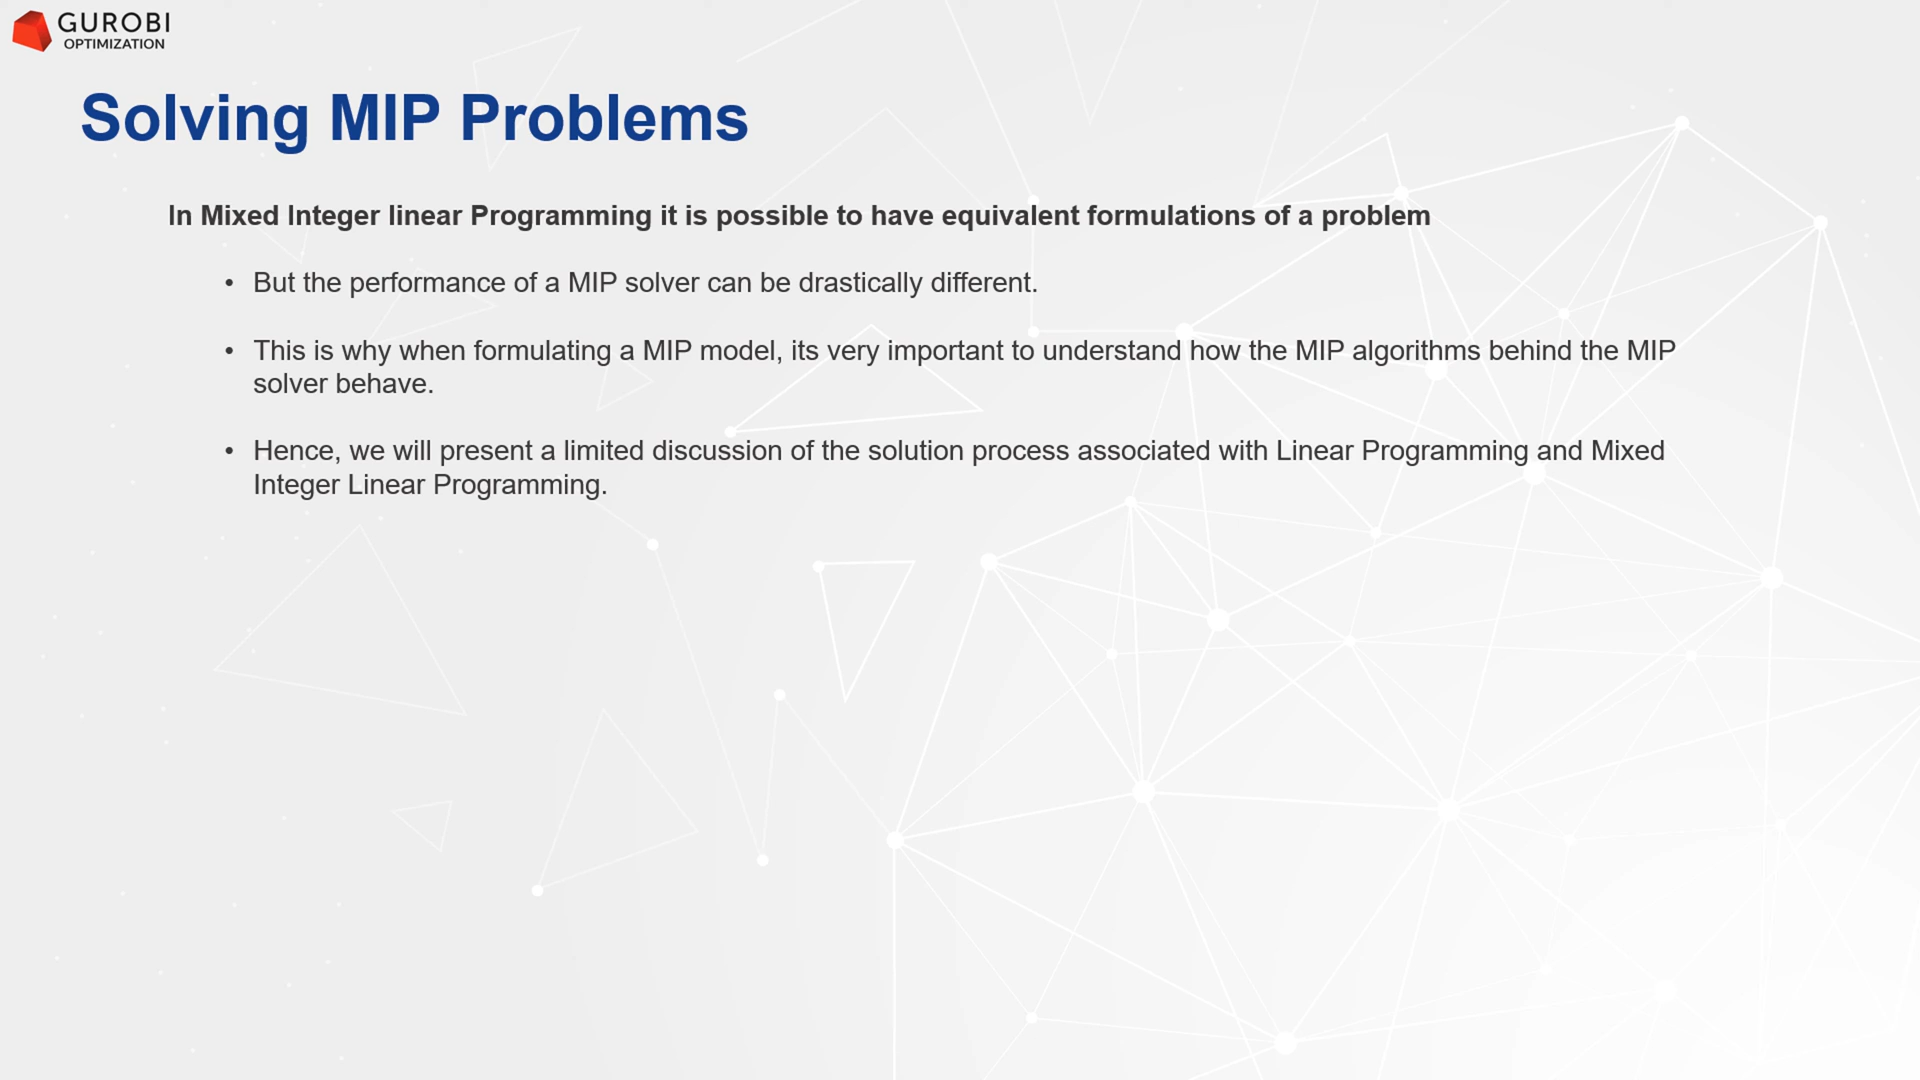 GUROBI
OPTIMIZATION
Solving MIP Problems
In Mixed Integer linear Programming it is possible to have equivalent formulations of a problem
• But the performance of a MIP solver can be drastically different.
• This is why when formulating a MIP model, its very important to understand how the MIP algorithms behind the MIP
solver behave.
• Hence, we will present a limited discussion of the solution process associated with Linear Programming and Mixed
Integer Linear Programming.